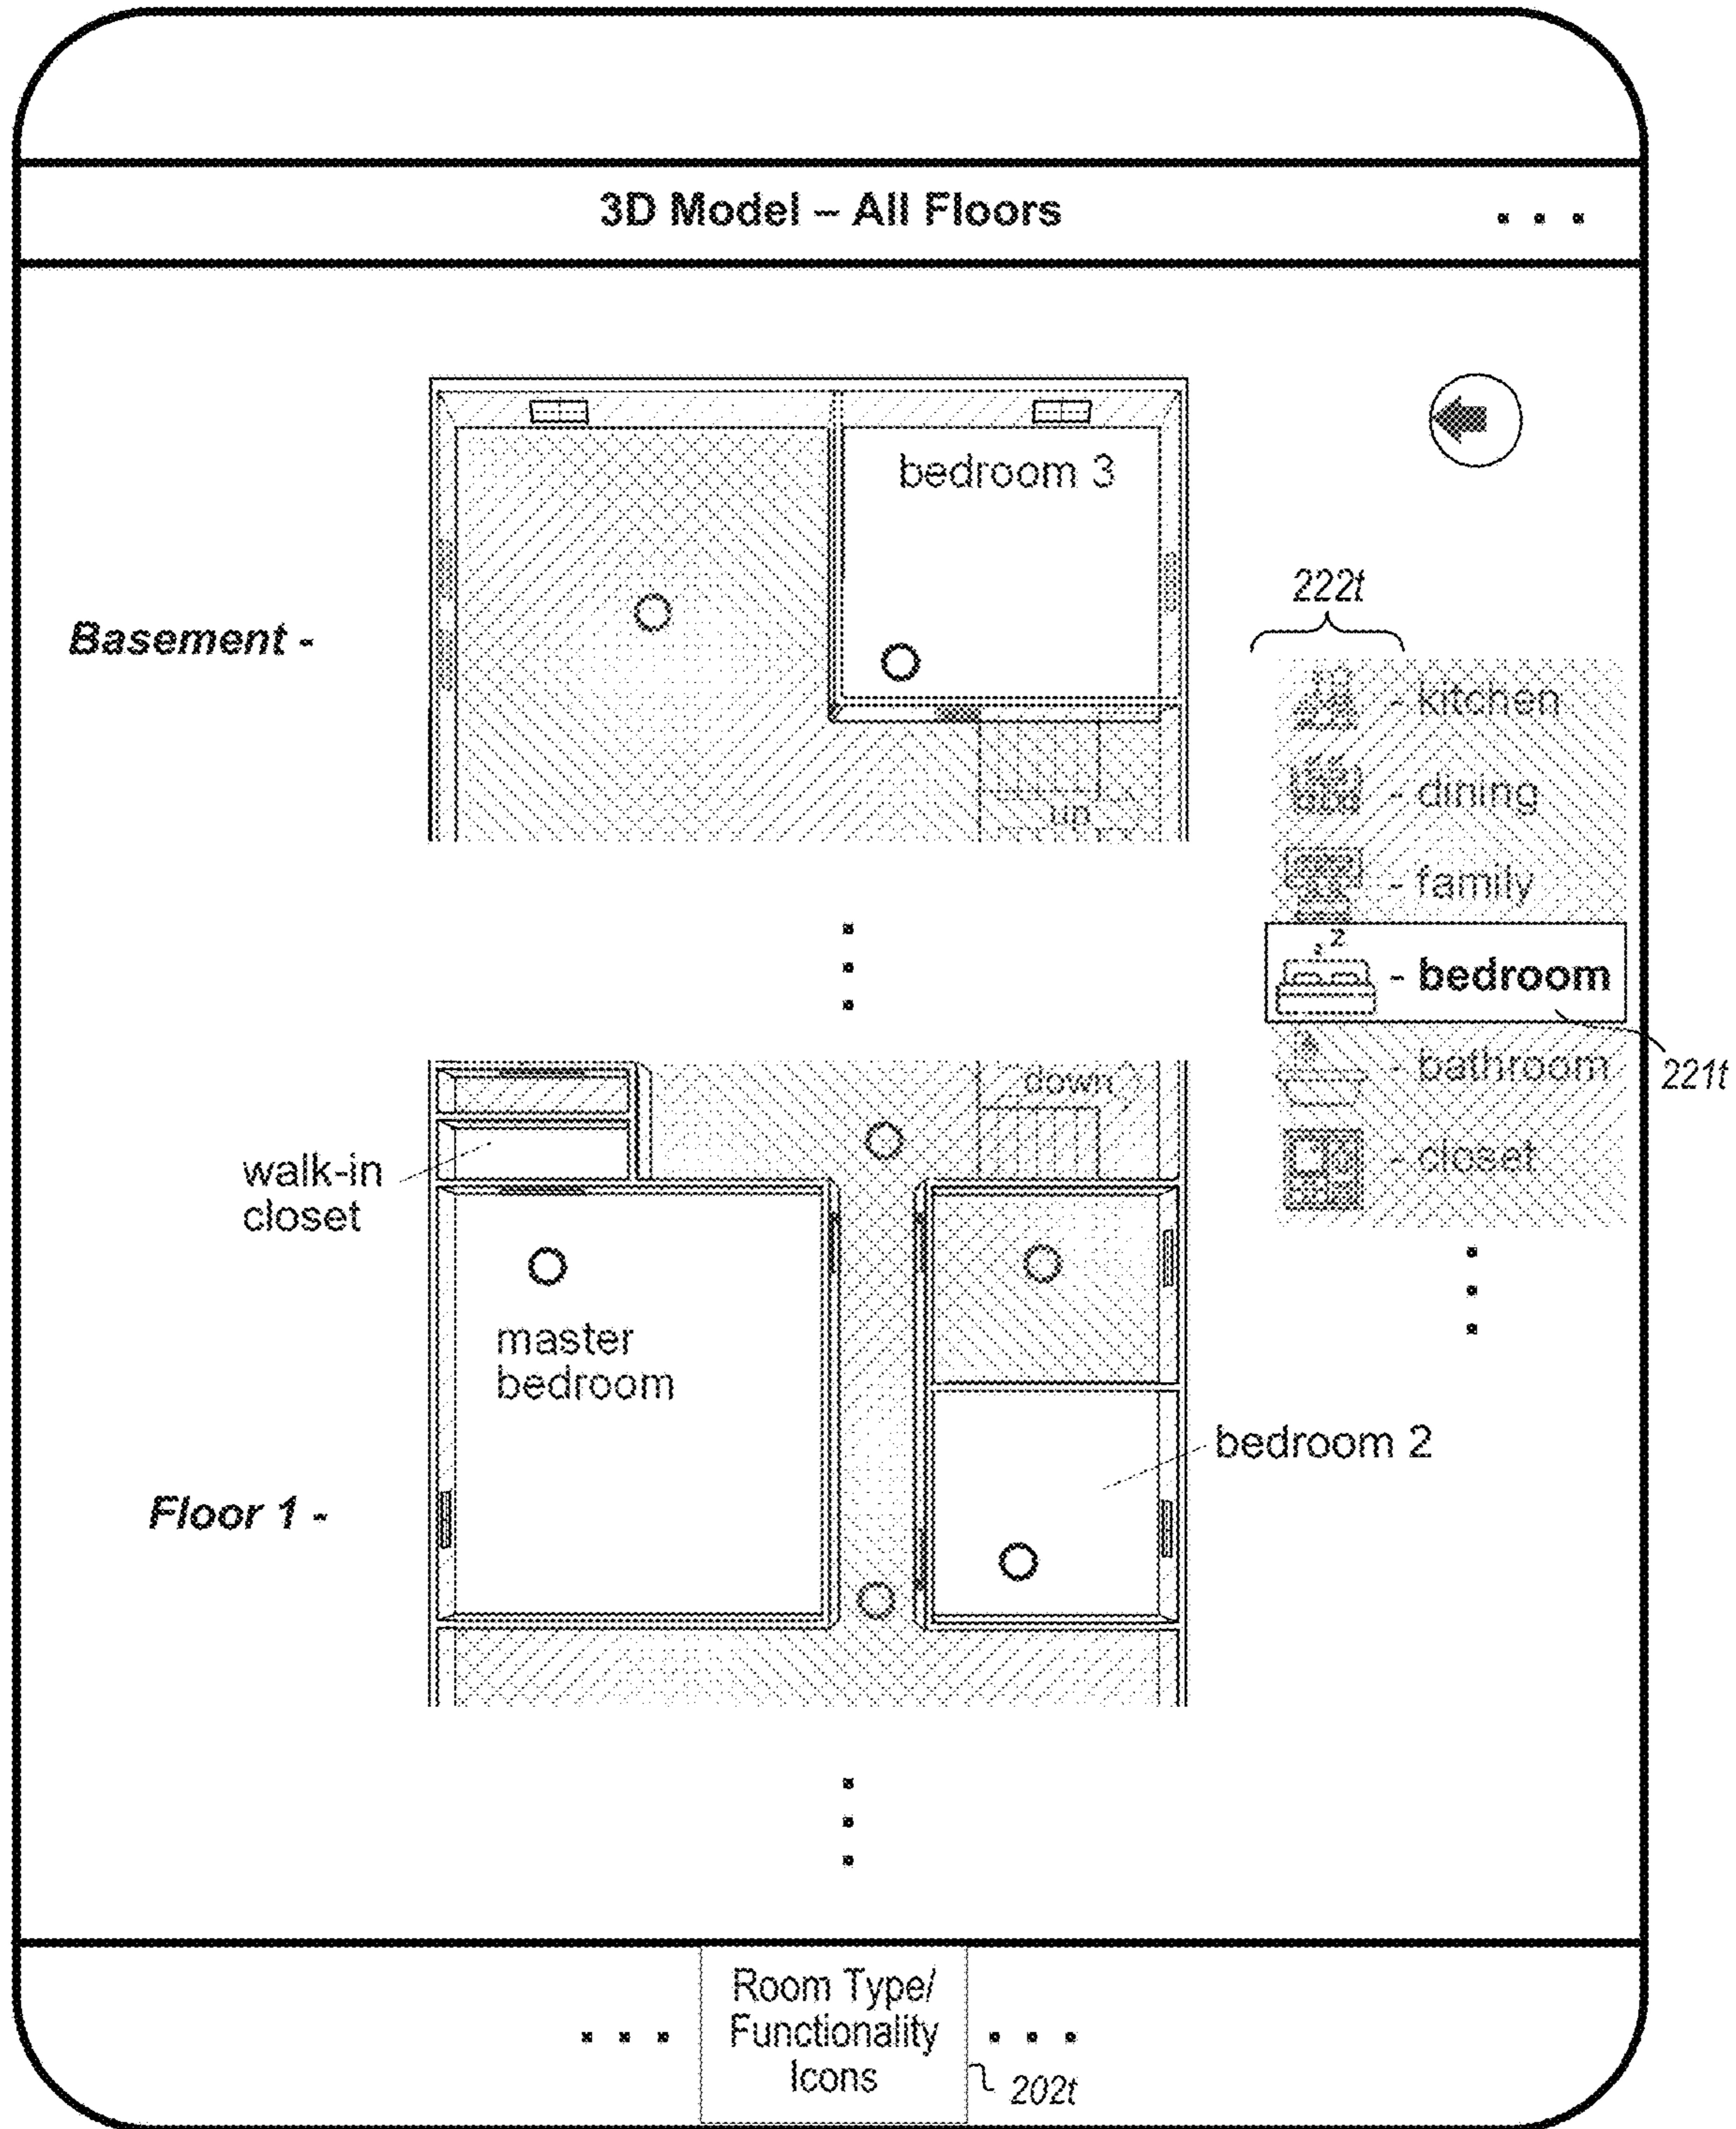 3D Model – All Floors
. . .
bedroom 3
222t
Basement -
- kitchen
- dining
up
- family
z
- bedroom
221t
- bathroom
down
- closet
walk-in
closet
master
bedroom
bedroom 2
Floor 1 -
Room Type/
. . . Functionality . . .
Icons
202t